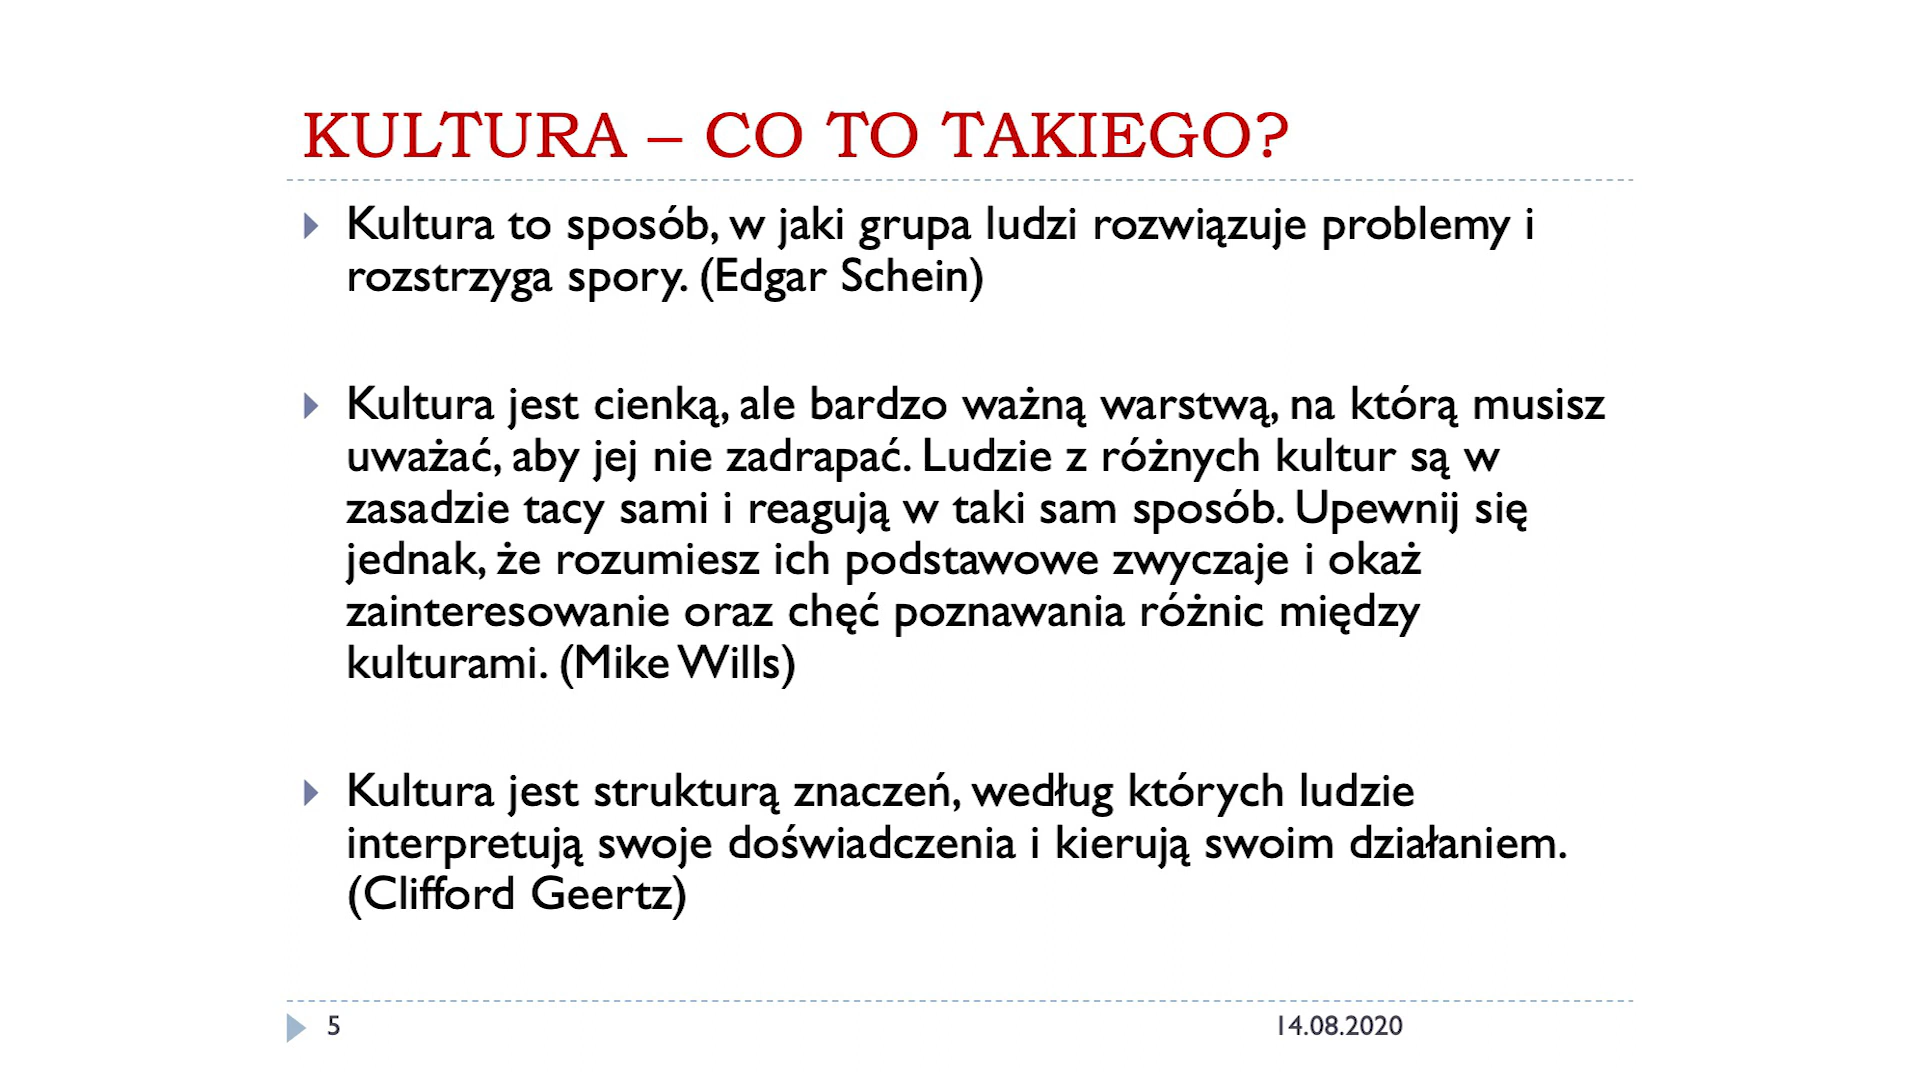 KULTURA – CO TO TAKIEGO?
Kultura to sposób, w jaki grupa ludzi rozwiązuje problemy i
rozstrzyga spory. (Edgar Schein)
Kultura jest cienką, ale bardzo ważną warstwą, na którą musisz
uważać, aby jej nie zadrapać. Ludzie z różnych kultur są w
zasadzie tacy sami i reagują w taki sam sposób. Upewnij się
jednak, że rozumiesz ich podstawowe zwyczaje i okaż
zainteresowanie oraz chęć poznawania różnic między
kulturami. (Mike Wills)
Kultura jest strukturą znaczeń, według których ludzie
interpretują swoje doświadczenia i kierują swoim działaniem.
(Clifford Geertz)
5 14.08.2020